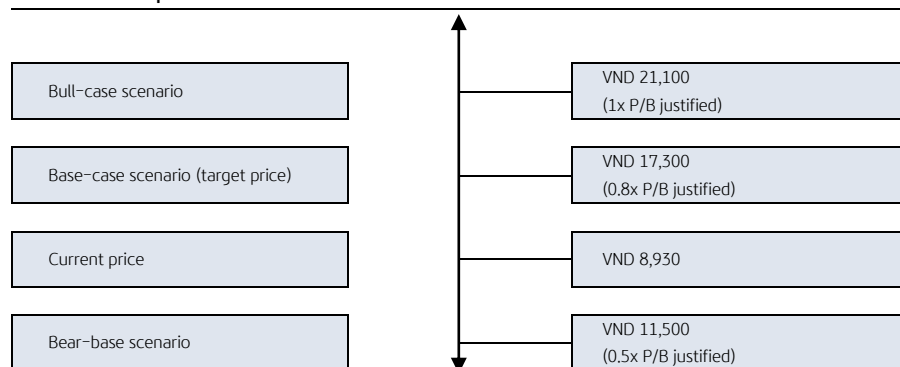 Bull-case scenario
VND 21,100
(1x P/B justified)
Base-case scenario (target price)
VND 17,300
(0.8x P/B justified)
Current price
VND 8,930
Bear-base scenario
VND 11,500
(0.5x P/B justified)